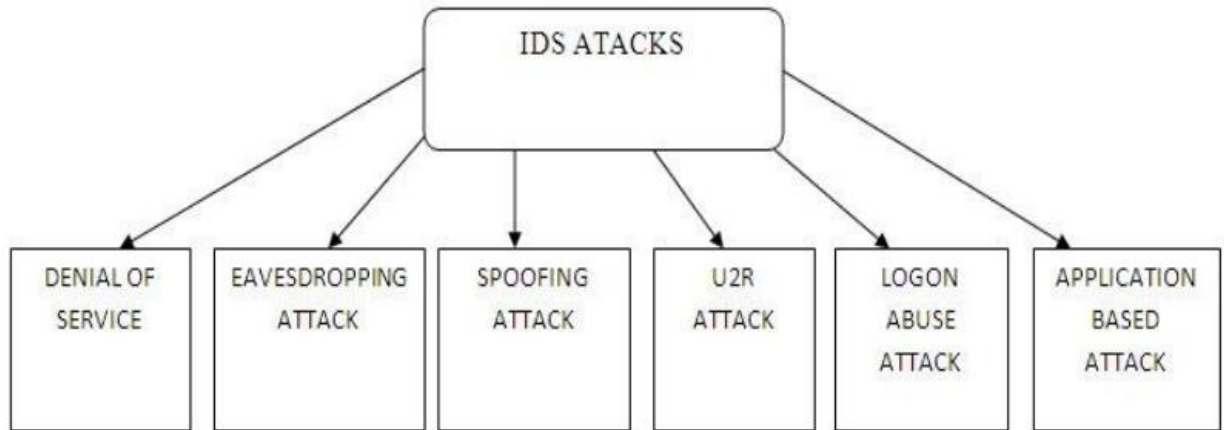 IDS ATACKS
DENIAL OF
SERVICE
EAVESDROPPING
ATTACK
SPOOFING
ATTACK
U2R
ATTACK
LOGON
ABUSE
ATTACK
APPLICATION
BASED
ATTACK